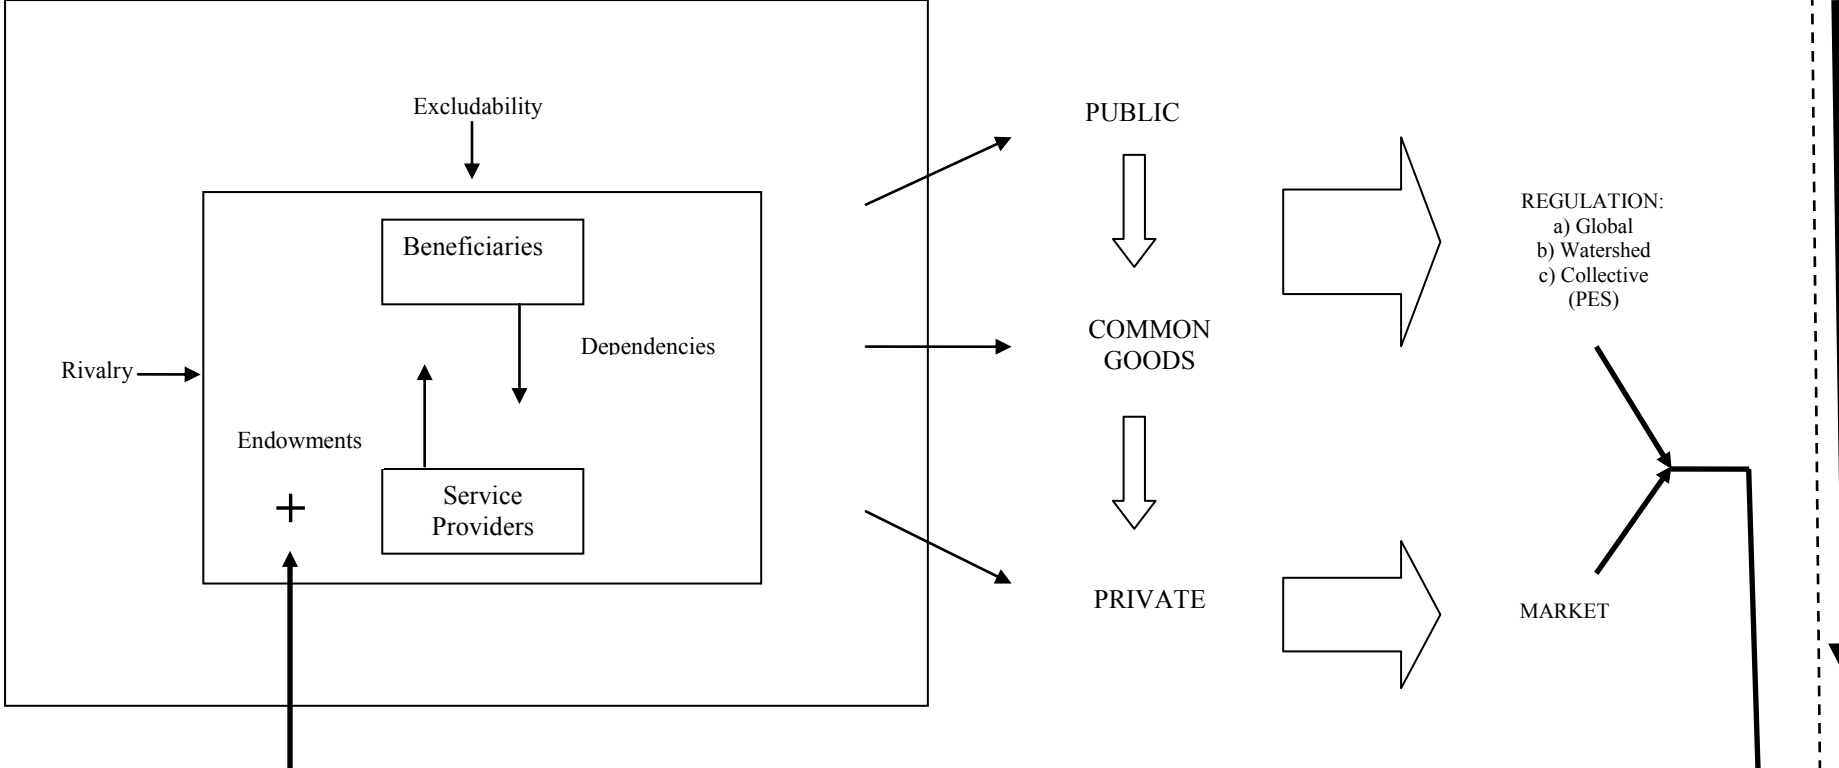 Excludability
PUBLIC
REGULATION:
a) Global
b) Watershed
c) Collective
(PES)
Beneficiaries
COMMON
GOODS
Dependencies
Rivalry
Endowments
+
Service
Providers
PRIVATE
MARKET